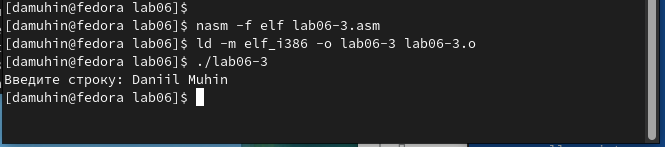 [damuhin@fedora lab06]$
[damuhin@fedora lab06]$ nasm -f elf lab06-3.asm
[damuhin@fedora lab06]$ ld -m elf_i386 -o lab06-3 lab06-3.o
[damuhin@fedora lab06]$ ./lab06-3
Введите строку: Daniil Muhin
[damuhin@fedora lab06]$